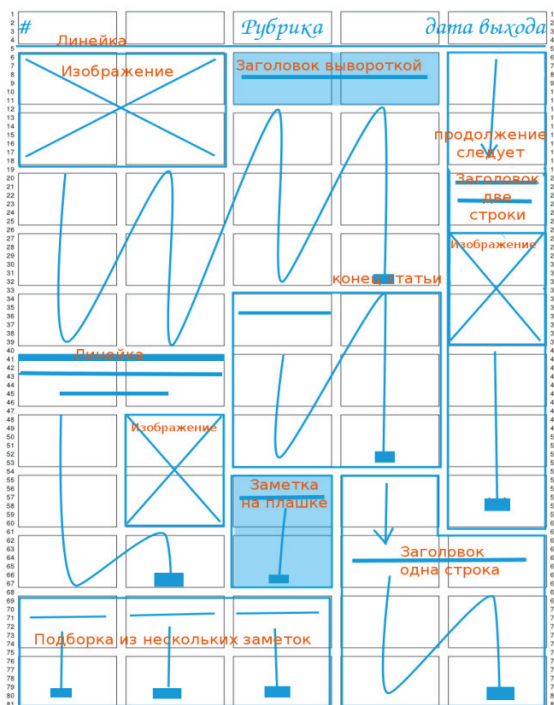 # Рубрика дата выхода
Линейка
Изображение
Заголовок вывороткой
продолжение
следует
Заголовок
две
строки
Изображение
конец статьи
Линейка
Изображение
Заметка
на плашке
Заголовок
одна строка
Подборка из нескольких заметок